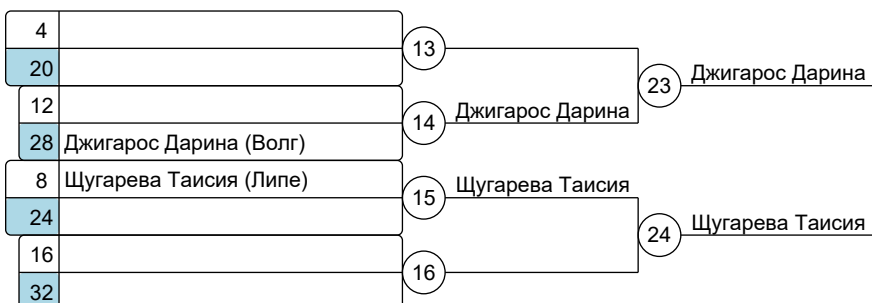 4
13
20
23 Джигарос Дарина
12
14 Джигарос Дарина
28 Джигарос Дарина (Волг)
8 Щугарева Таисия (Липе)
15 Щугарева Таисия
24
24 Щугарева Таисия
16
16
32